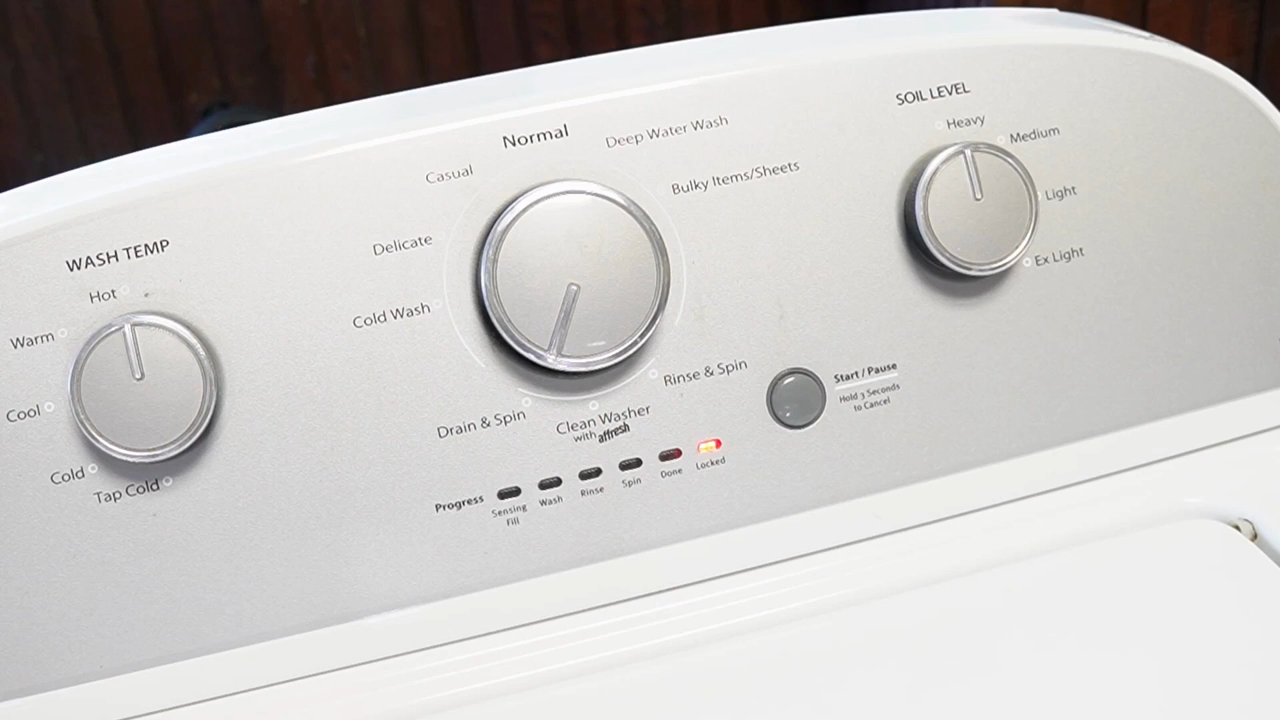 WASH TEMP
Hot
Warm
Cool
Cold
Tap Cold
Normal
Casual
Delicate
Cold Wash
Deep Water Wash
Bulky Items/Sheets
Rinse & Spin
Drain & Spin
Clean Washer
with affresh
SOIL LEVEL
Heavy
Medium
Light
Ex Light
Start / Pause
Hold 3 Seconds
to Cancel
Progress
Sensing
Fill
Wash
Rinse
Spin
Done
Locked